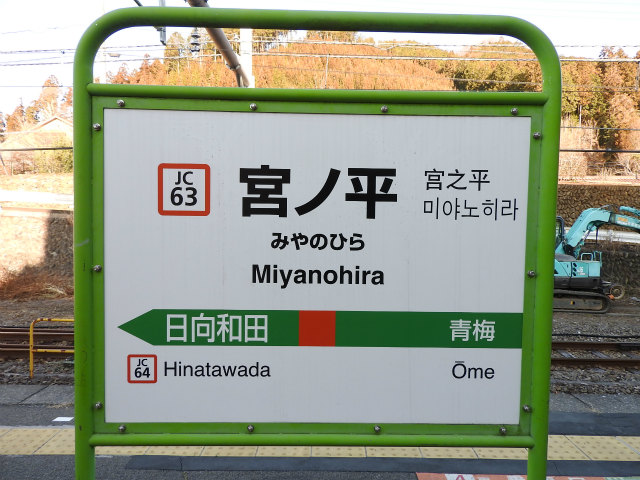 JC
63
宮ノ平
宮之平
미야노히라
みやのひら
Miyanohira
日向和田
青梅
JC
64
Hinatawada
Ōme